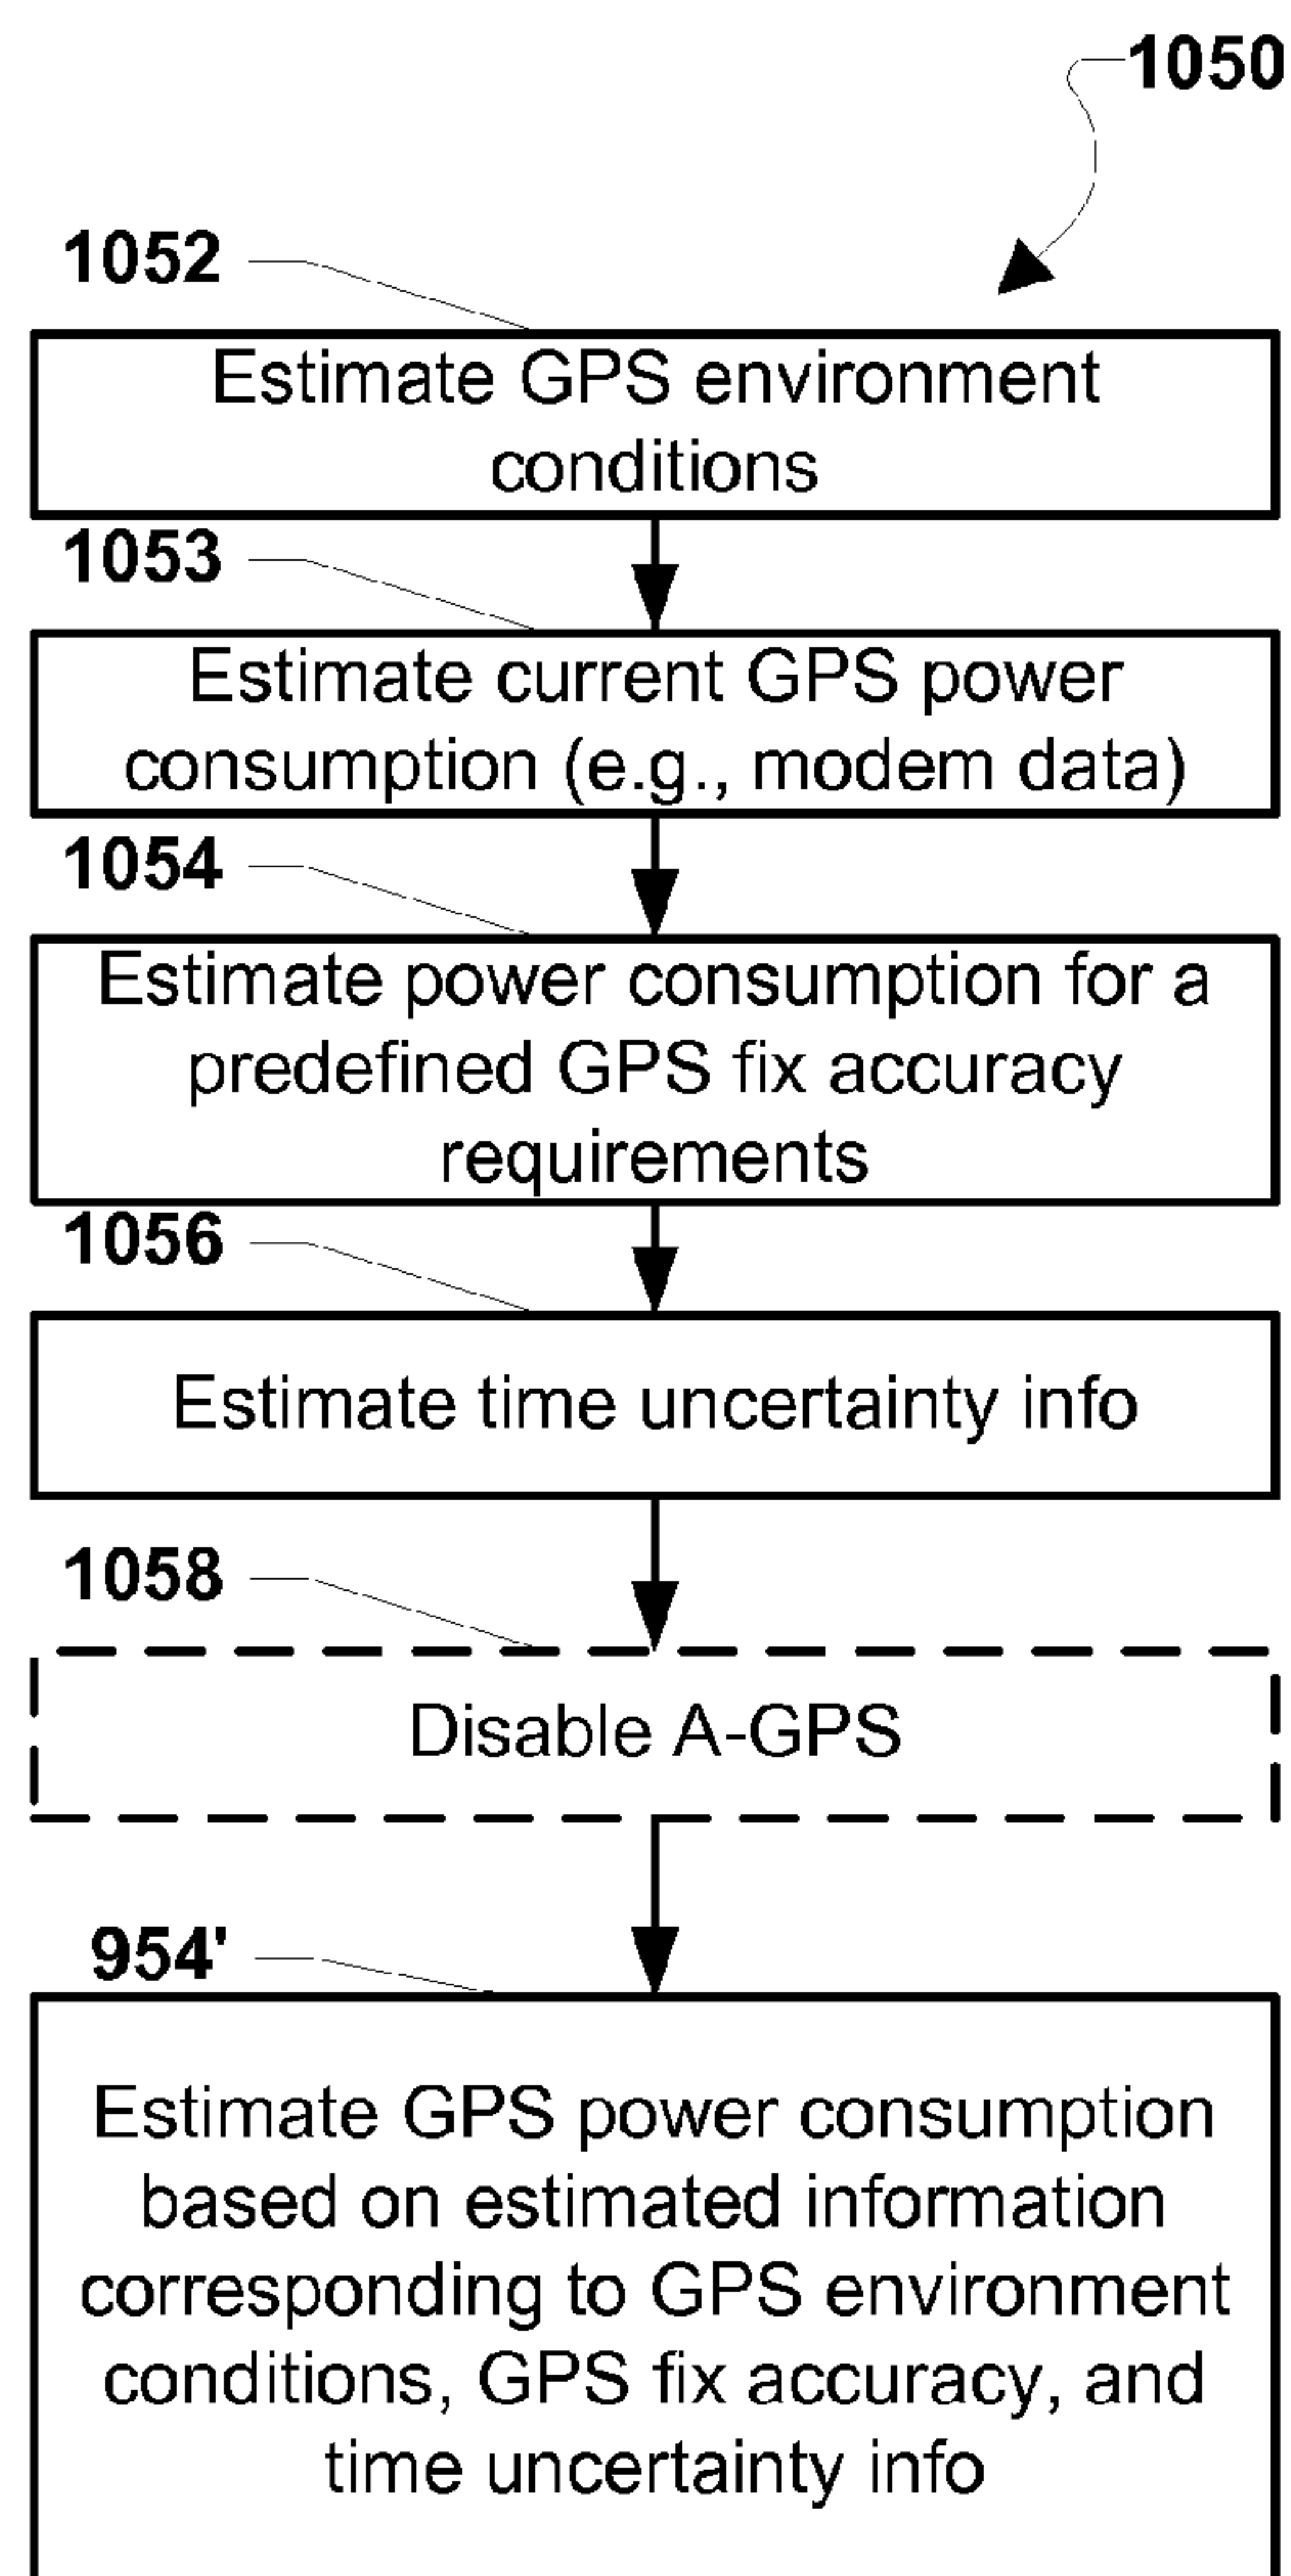 1050
1052
Estimate GPS environment
conditions
1053
Estimate current GPS power
consumption (e.g., modem data)
1054
Estimate power consumption for a
predefined GPS fix accuracy
requirements
1056
Estimate time uncertainty info
1058
Disable A-GPS
954'
Estimate GPS power consumption
based on estimated information
corresponding to GPS environment
conditions, GPS fix accuracy, and
time uncertainty info